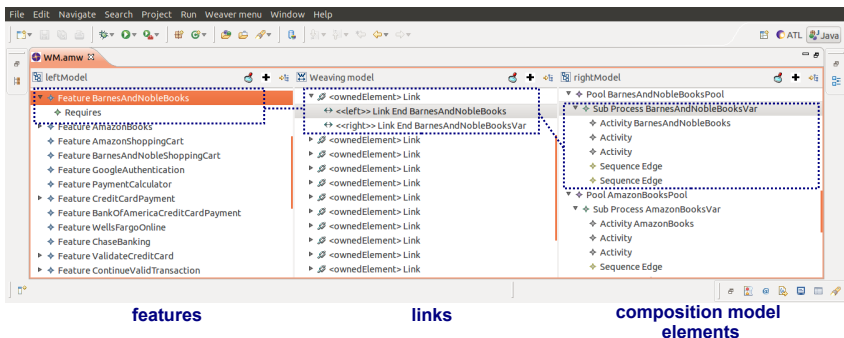 File Edit Navigate Search Project Run Weaver menu Window Help
ATL Java
WM.amw
leftModel
Feature BarnesAndNobleBooks
Requires
Feature AmazonBooks
Feature AmazonShoppingCart
Feature BarnesAndNobleShoppingCart
Feature GoogleAuthentication
Feature PaymentCalculator
Feature CreditCardPayment
Feature BankOfAmericaCreditCardPayment
Feature WellsFargoOnline
Feature ChaseBanking
Feature ValidateCreditCard
Feature ContinueValidTransaction
Weaving model
<ownedElement> Link
<<left>> Link End BarnesAndNobleBooks
<<right>> Link End BarnesAndNobleBooksVar
<ownedElement> Link
<ownedElement> Link
<ownedElement> Link
<ownedElement> Link
<ownedElement> Link
<ownedElement> Link
<ownedElement> Link
<ownedElement> Link
<ownedElement> Link
rightModel
Pool BarnesAndNobleBooksPool
Sub Process BarnesAndNobleBooksVar
Activity BarnesAndNobleBooks
Activity
Activity
Sequence Edge
Sequence Edge
Pool AmazonBooksPool
Sub Process AmazonBooksVar
Activity AmazonBooks
Activity
Activity
Sequence Edge
features
links
composition model
elements